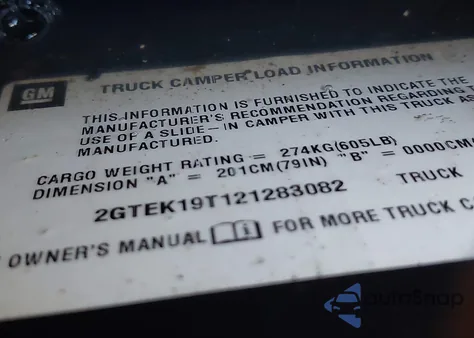 GM TRUCK CAMPER LOAD INFORMATION
THIS INFORMATION IS FURNISHED TO INDICATE THE
MANUFACTURER'S RECOMMENDATION REGARDING T
USE OF A SLIDE-IN CAMPER WITH THIS TRUCK AS
MANUFACTURED.
CARGO WEIGHT RATING = 274KG(605LB)
DIMENSION "A" = 201CM(79IN) "B" = 0000CM
2GTEK19T121283082 TRUCK
OWNER'S MANUAL FOR MORE TRUCK C
autoSnap